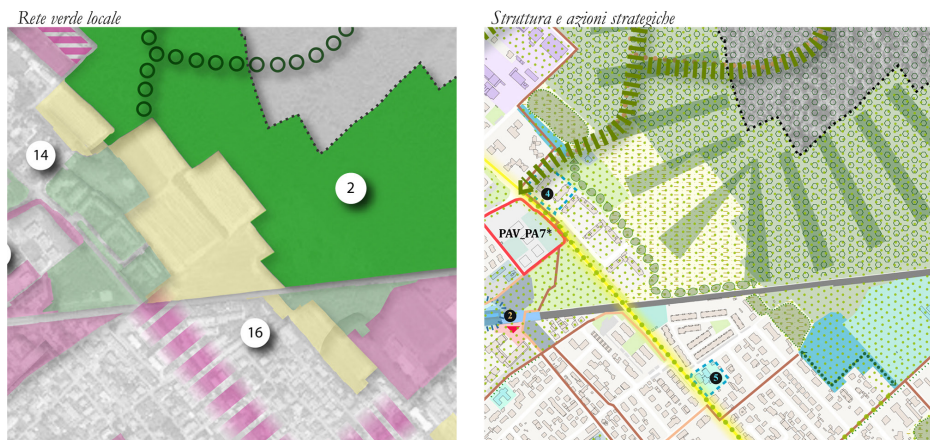 Rete verde locale
Struttura e azioni strategiche
14
2
16
4
PAV_PA7*
2
5